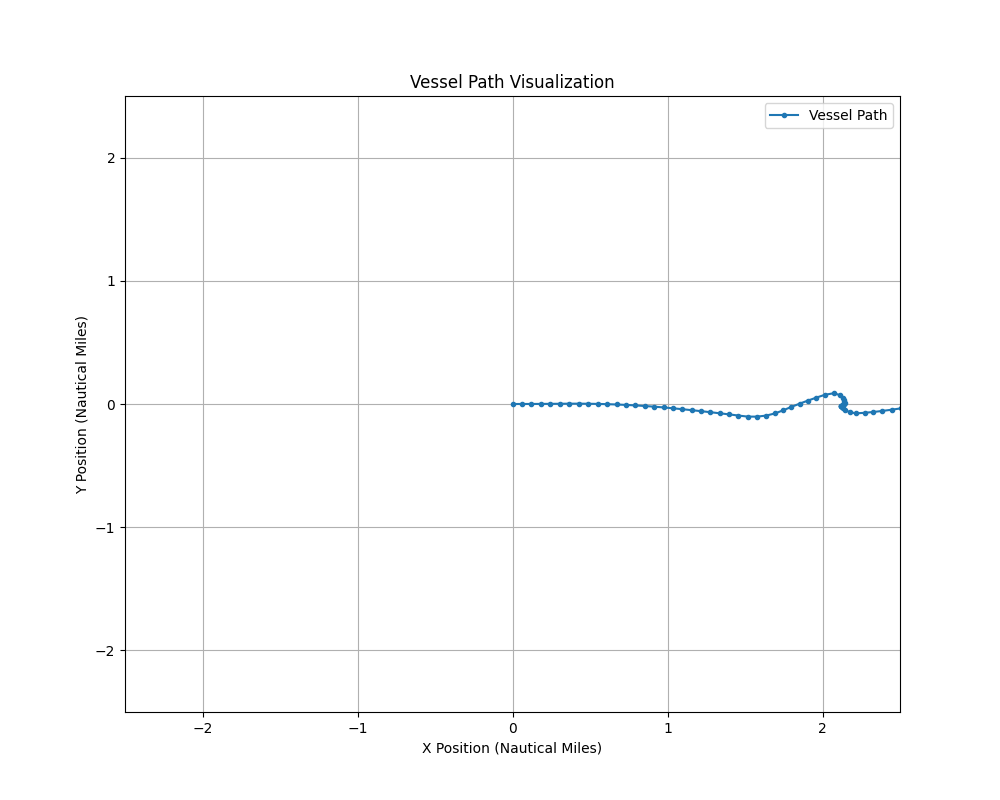 Vessel Path Visualization
Vessel Path
2
1
0
−1
−2
Y Position (Nautical Miles)
−2
−1
0
1
2
X Position (Nautical Miles)